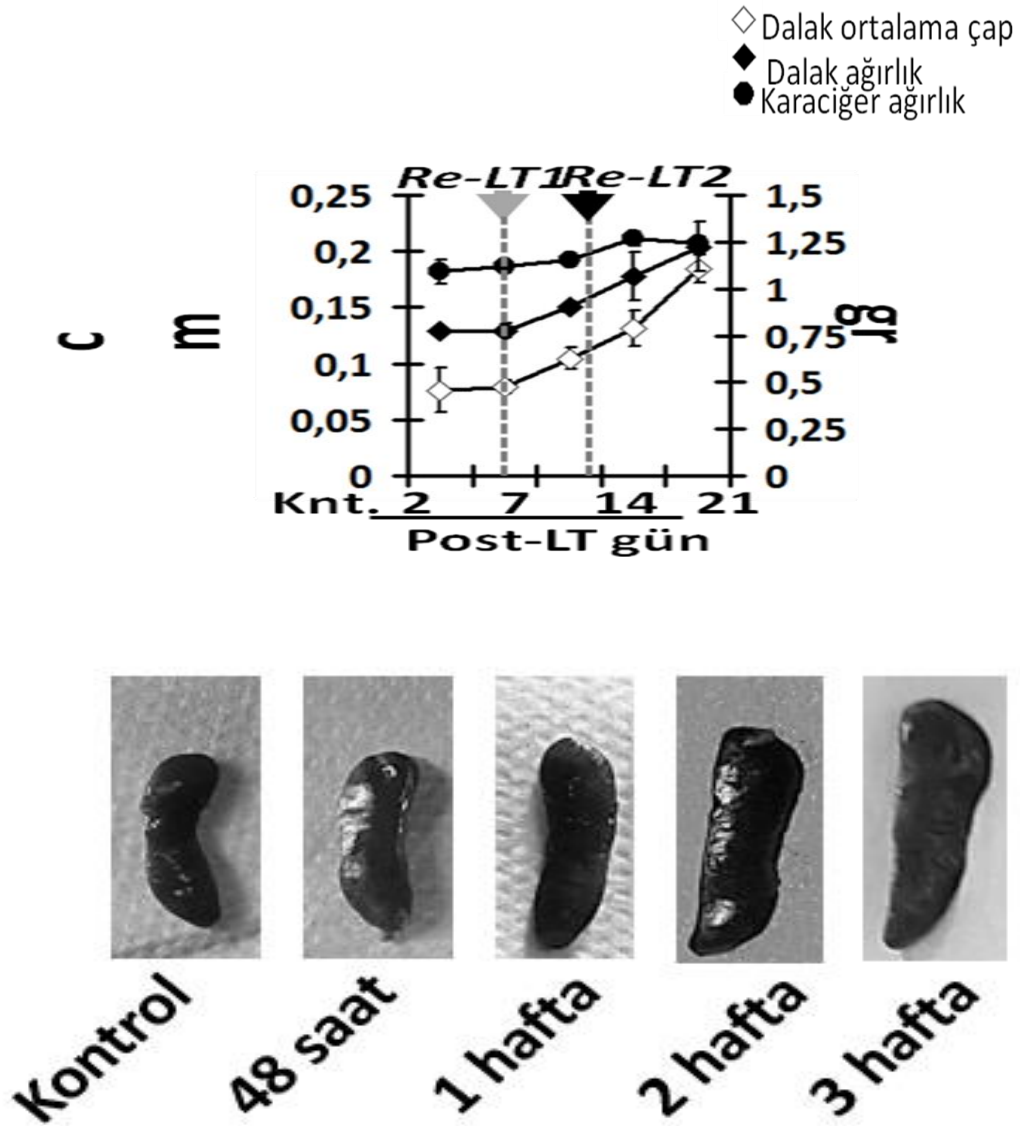 Dalak ortalama çap
Dalak ağırlık
Karaciğer ağırlık
Re-LT1 Re-LT2
0,25
0,2
0,15
0,1
0,05
0
c
m
1,5
1,25
1
0,75
0,5
0,25
0
gr
Knt. 2 7 14 21
Post-LT gün
Kontrol
48 saat
1 hafta
2 hafta
3 hafta